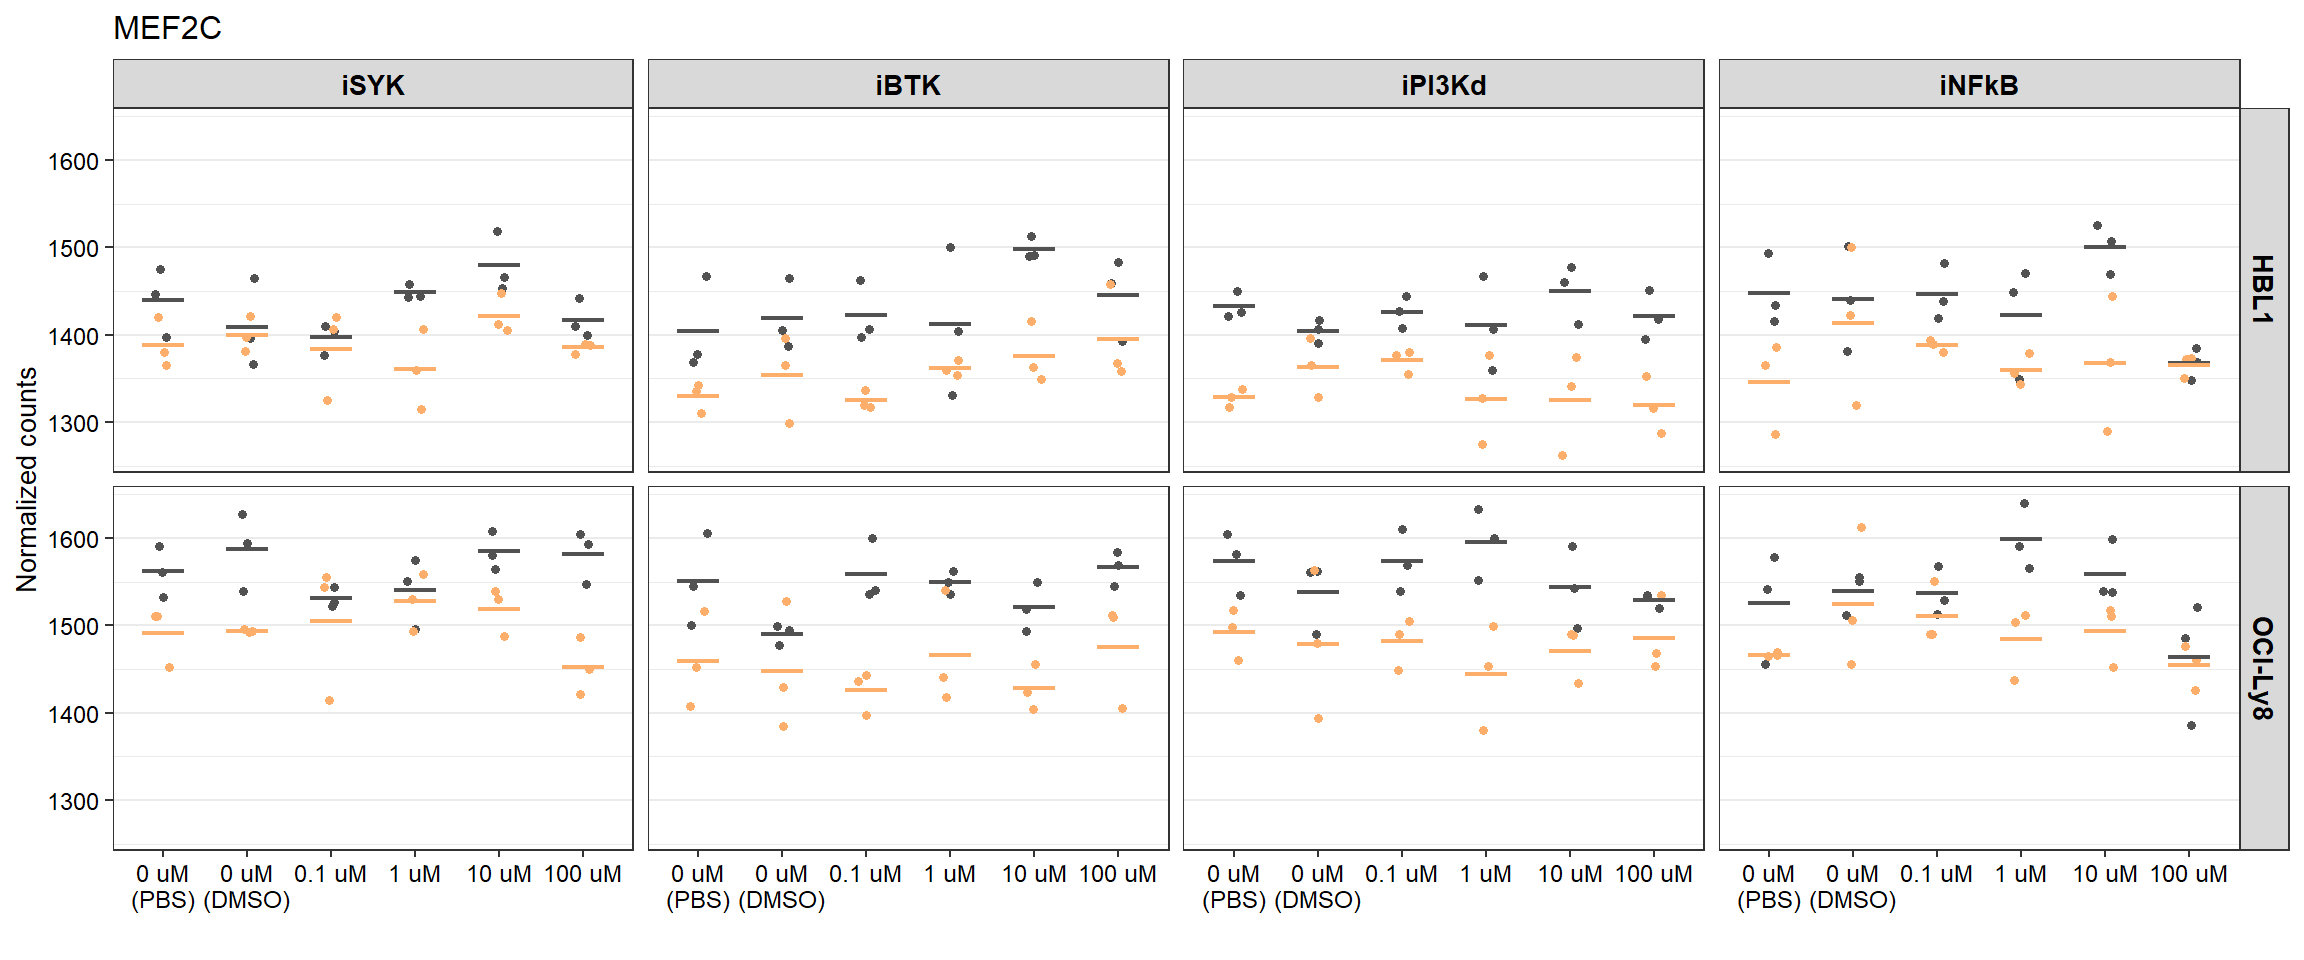 MEF2C
iSYK
iBTK
iPI3Kd
iNFkB
Normalized counts
1600
1500
1400
1300
HBL1
1600
1500
1400
1300
OCI-Ly8
0 uM (PBS) 0 uM (DMSO) 0.1 uM 1 uM 10 uM 100 uM
0 uM (PBS) 0 uM (DMSO) 0.1 uM 1 uM 10 uM 100 uM
0 uM (PBS) 0 uM (DMSO) 0.1 uM 1 uM 10 uM 100 uM
0 uM (PBS) 0 uM (DMSO) 0.1 uM 1 uM 10 uM 100 uM